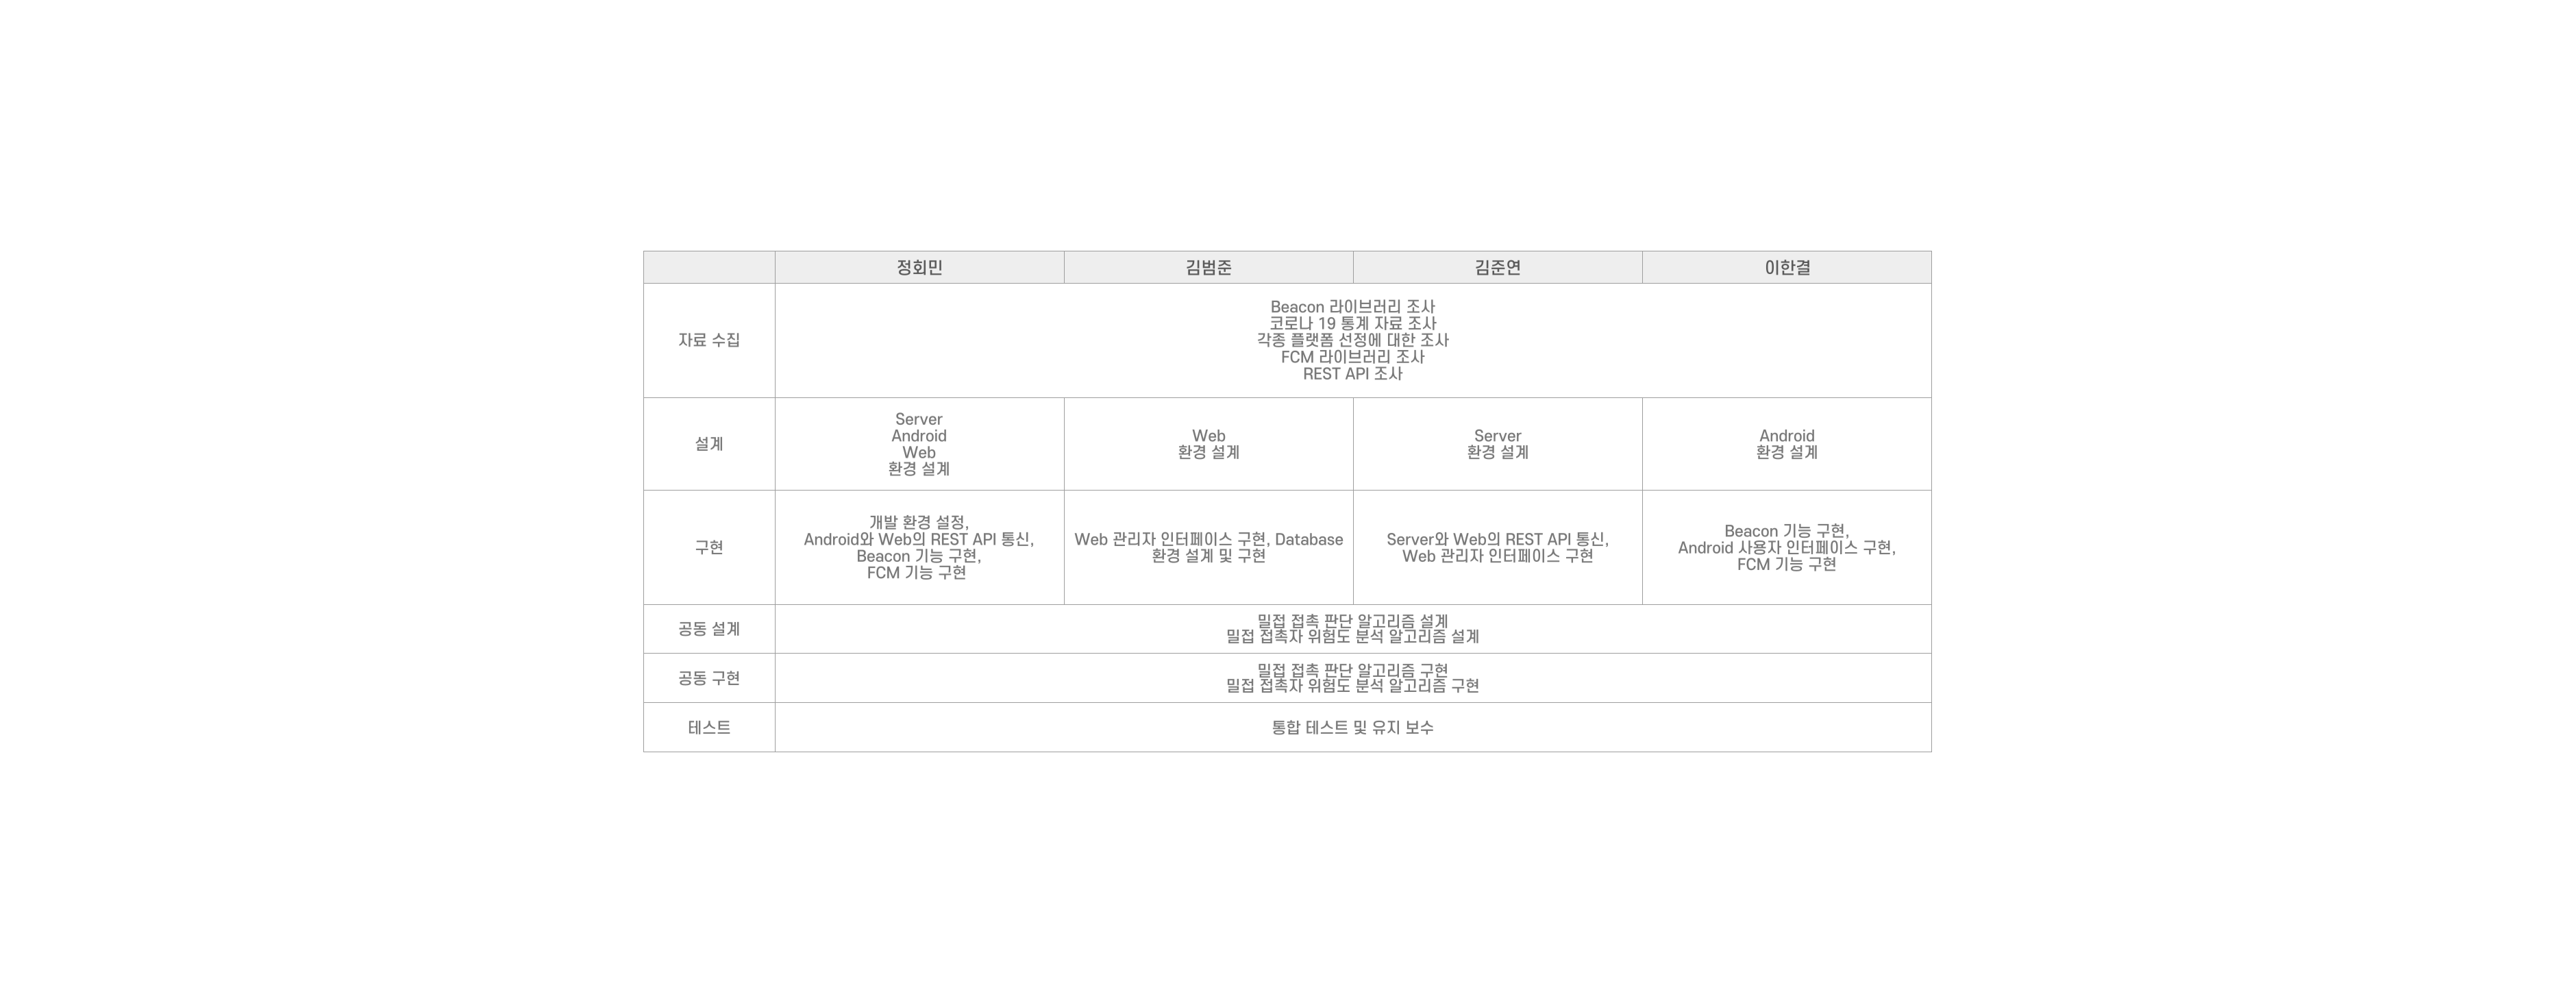 정회민 김범준 김준연 이한결
자료 수집
Beacon 라이브러리 조사
코로나 19 통계 자료 조사
각종 플랫폼 선정에 대한 조사
FCM 라이브러리 조사
REST API 조사
설계
Server
Android
Web
환경 설계
Web
환경 설계
Server
환경 설계
Android
환경 설계
구현
개발 환경 설정,
Android와 Web의 REST API 통신,
Beacon 기능 구현,
FCM 기능 구현
Web 관리자 인터페이스 구현, Database
환경 설계 및 구현
Server와 Web의 REST API 통신,
Web 관리자 인터페이스 구현
Beacon 기능 구현,
Android 사용자 인터페이스 구현,
FCM 기능 구현
공동 설계
밀접 접촉 판단 알고리즘 설계
밀접 접촉자 위험도 분석 알고리즘 설계
공동 구현
밀접 접촉 판단 알고리즘 구현
밀접 접촉자 위험도 분석 알고리즘 구현
테스트
통합 테스트 및 유지 보수